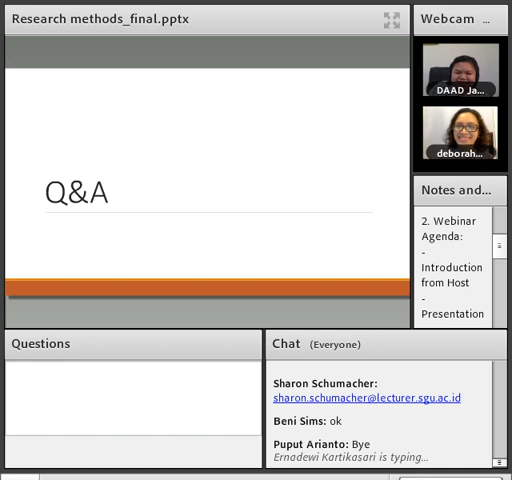 Research methods_final.pptx
Webcam ...
DAAD Ja...
deborah...
Q&A
Notes and...
2. Webinar
Agenda:
-
Introduction
from Host
-
Presentation
Questions
Chat (Everyone)
Sharon Schumacher:
sharon.schumacher@lecturer.sgu.ac.id
Beni Sims: ok
Puput Arianto: Bye
Ernadewi Kartikasari is typing...